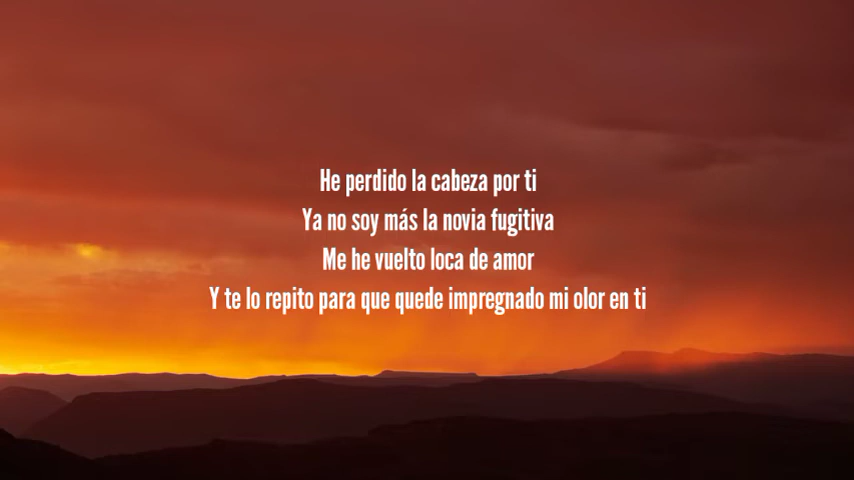 He perdido la cabeza por ti
Ya no soy más la novia fugitiva
Me he vuelto loca de amor
Y te lo repito para que quede impregnado mi olor en ti